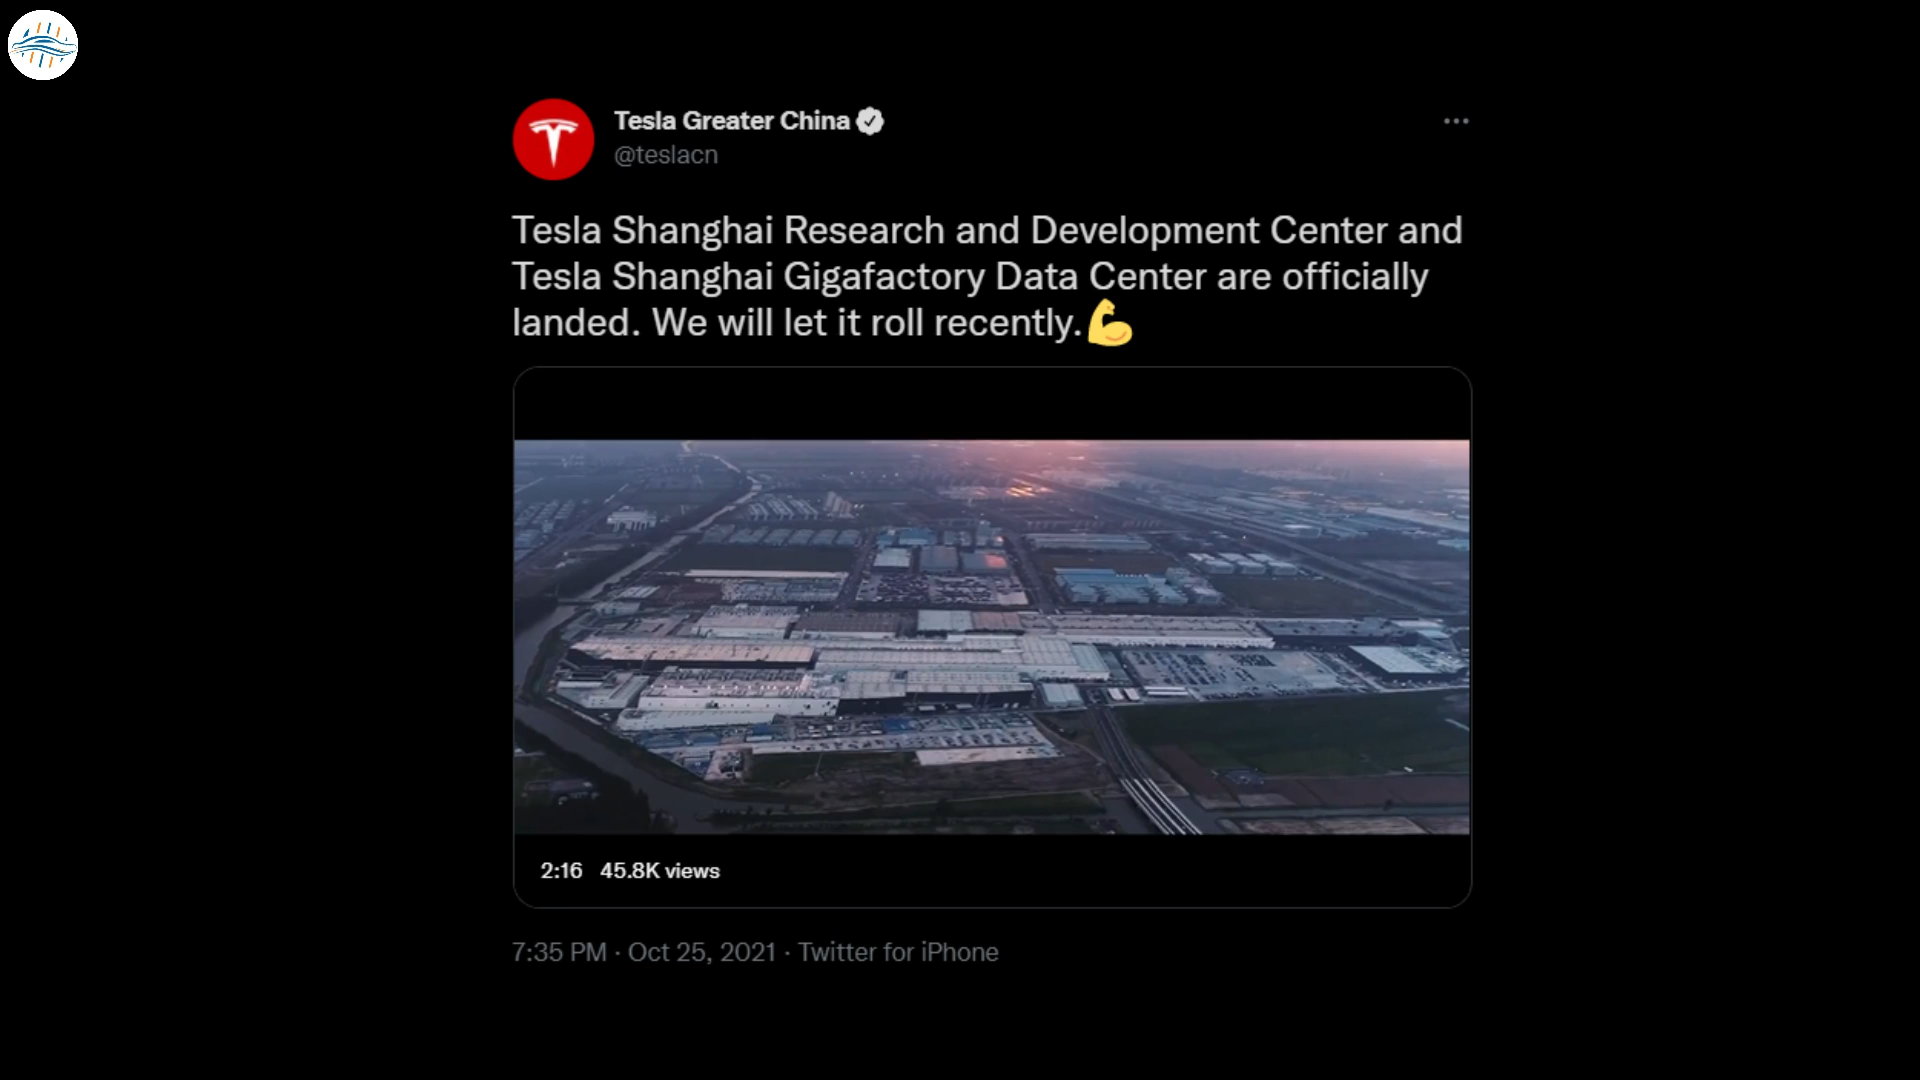 Tesla Greater China
@teslacn
Tesla Shanghai Research and Development Center and
Tesla Shanghai Gigafactory Data Center are officially
landed. We will let it roll recently.💪
2:16 45.8K views
7:35 PM · Oct 25, 2021 · Twitter for iPhone